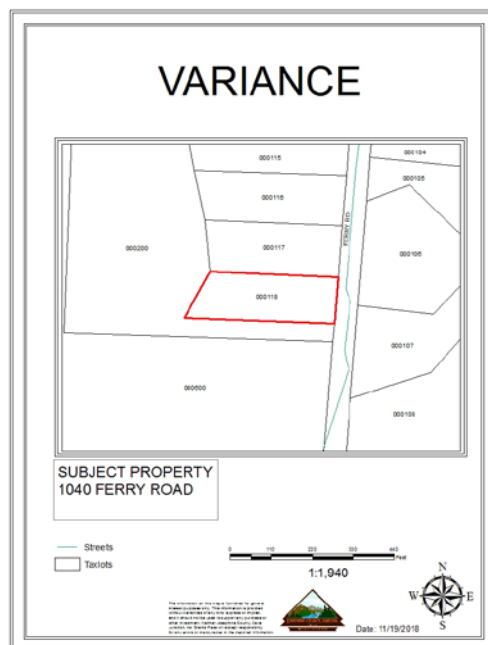 VARIANCE
000115
000116
000117
000118
000200
000600
FERRY RD
000104
000105
000106
000107
000108
SUBJECT PROPERTY
1040 FERRY ROAD
Streets
Taxlots
0 110 220 330 440
Feet
1:1,940
N
W E
S
Date: 11/19/2018